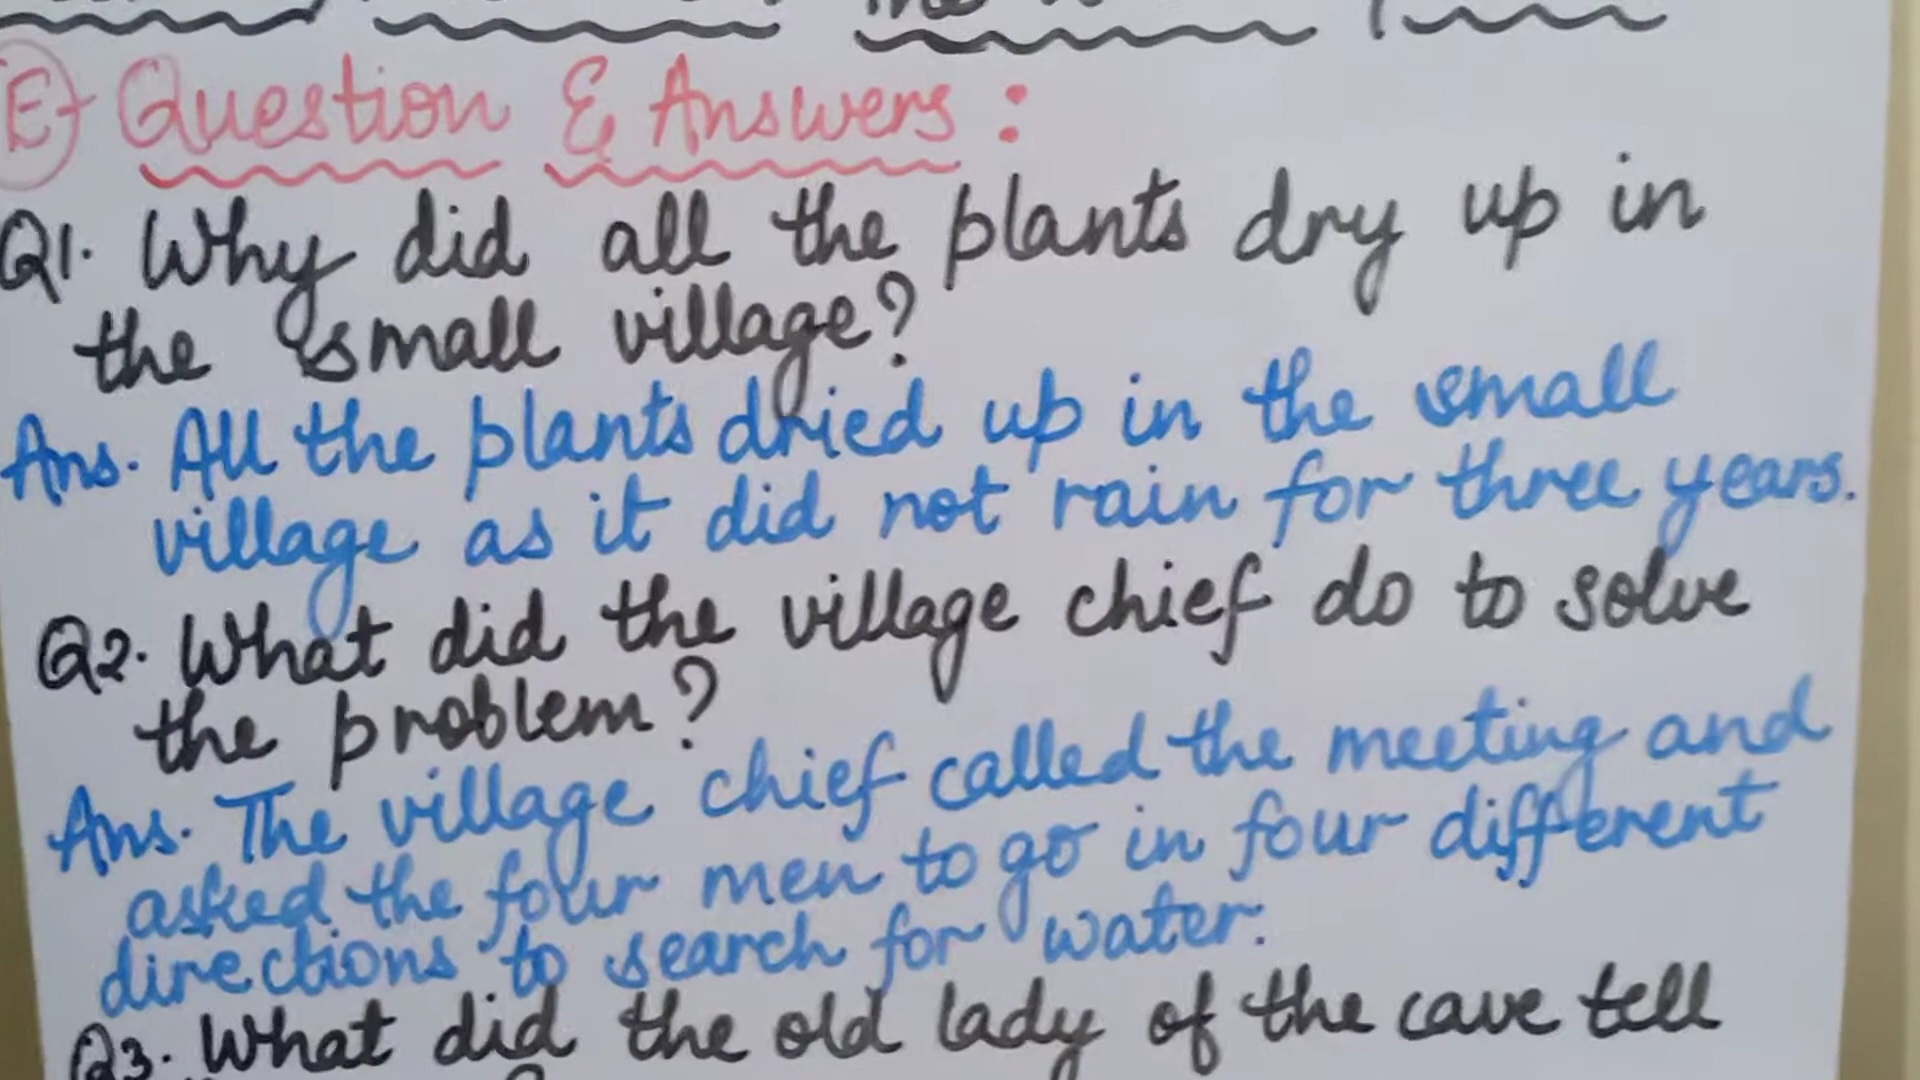 E) Question & Answers:
Q1. Why did all the plants dry up in
the small village?
Ans. All the plants dried up in the small
village as it did not rain for three years.
Q2. What did the village chief do to solve
the problem?
Ans. The village chief called the meeting and
asked the four men to go in four different
directions to search for water.
Q3. What did the old lady of the cave tell